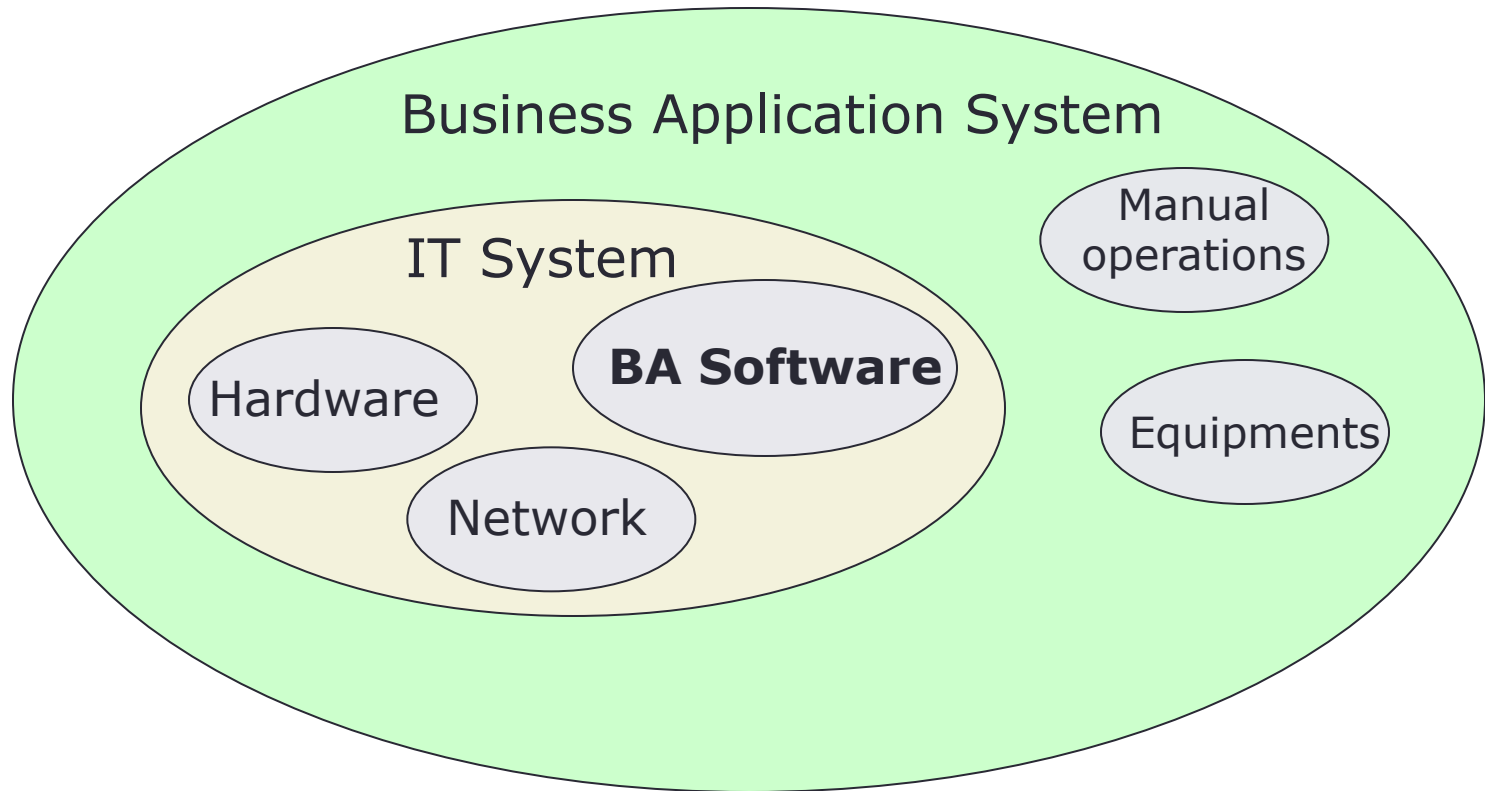 Business Application System
Manual
operations
IT System
BA Software
Hardware
Equipments
Network